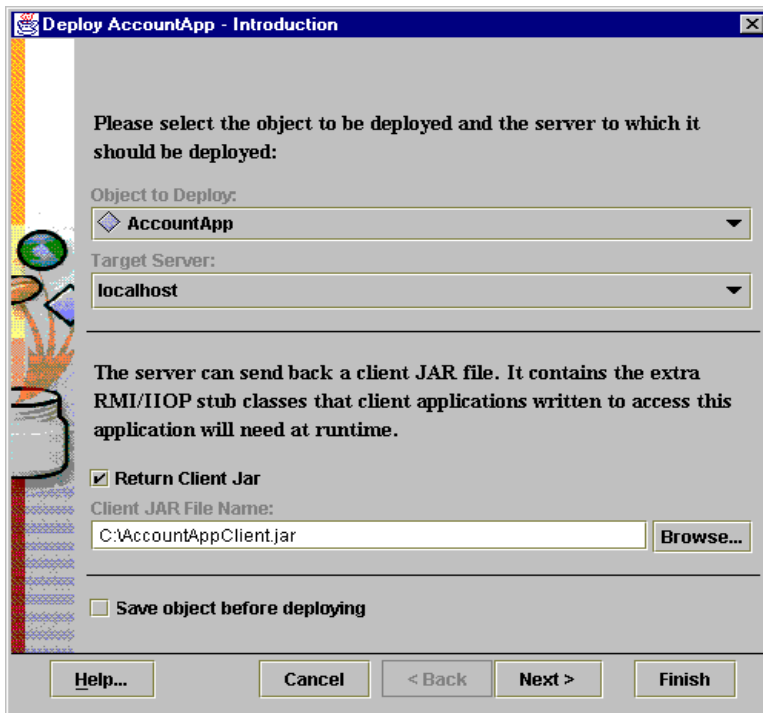 Deploy AccountApp - Introduction
Please select the object to be deployed and the server to which it
should be deployed:
Object to Deploy:
AccountApp
Target Server:
localhost
The server can send back a client JAR file. It contains the extra
RMI/IIOP stub classes that client applications written to access this
application will need at runtime.
Return Client Jar
Client JAR File Name:
C:\AccountAppClient.jar
Browse...
Save object before deploying
Help...
Cancel
< Back
Next >
Finish